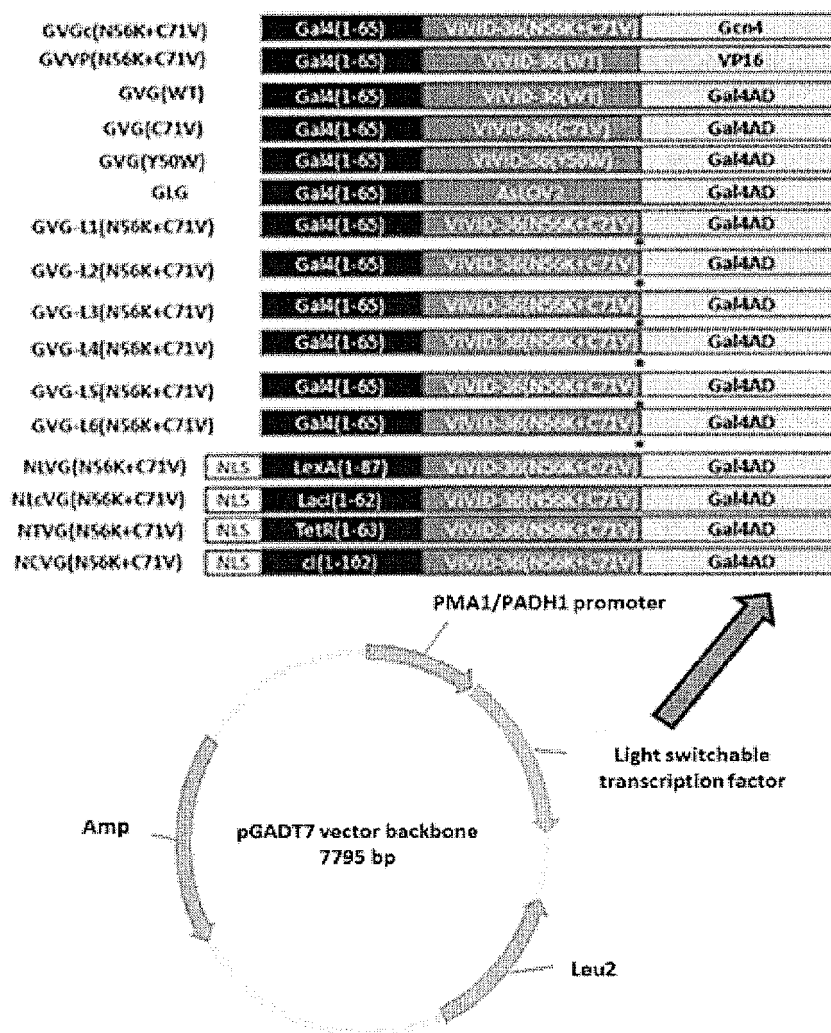 GVGc(N56K+C71V) Gal4(1-65) VIVID-36(N56K+C71V) Gcn4
GVVP(N56K+C71V) Gal4(1-65) VIVID-36(WT) VP16
GVG(WT) Gal4(1-65) VIVID-36(WT) Gal4AD
GVG(C71V) Gal4(1-65) VIVID-36(C71V) Gal4AD
GVG(Y50W) Gal4(1-65) VIVID-36(Y50W) Gal4AD
GLG Gal4(1-65) AsLOV2 Gal4AD
GVG-L1(N56K+C71V) Gal4(1-65) VIVID-36(N56K+C71V) Gal4AD
*
GVG-L2(N56K+C71V) Gal4(1-65) VIVID-36(N56K+C71V) Gal4AD
*
GVG-L3(N56K+C71V) Gal4(1-65) VIVID-36(N56K+C71V) Gal4AD
*
GVG-L4(N56K+C71V) Gal4(1-65) VIVID-36(N56K+C71V) Gal4AD
*
GVG-L5(N56K+C71V) Gal4(1-65) VIVID-36(N56K+C71V) Gal4AD
*
GVG-L6(N56K+C71V) Gal4(1-65) VIVID-36(N56K+C71V) Gal4AD
*
NLVG(N56K+C71V) NLS LexA(1-87) VIVID-36(N56K+C71V) Gal4AD
NLcVG(N56K+C71V) NLS LacI(1-62) VIVID-36(N56K+C71V) Gal4AD
NTVG(N56K+C71V) NLS TetR(1-63) VIVID-36(N56K+C71V) Gal4AD
NCVG(N56K+C71V) NLS cI(1-102) VIVID-36(N56K+C71V) Gal4AD
PMA1/PADH1 promoter
Light switchable
transcription factor
Amp
pGADT7 vector backbone
7795 bp
Leu2